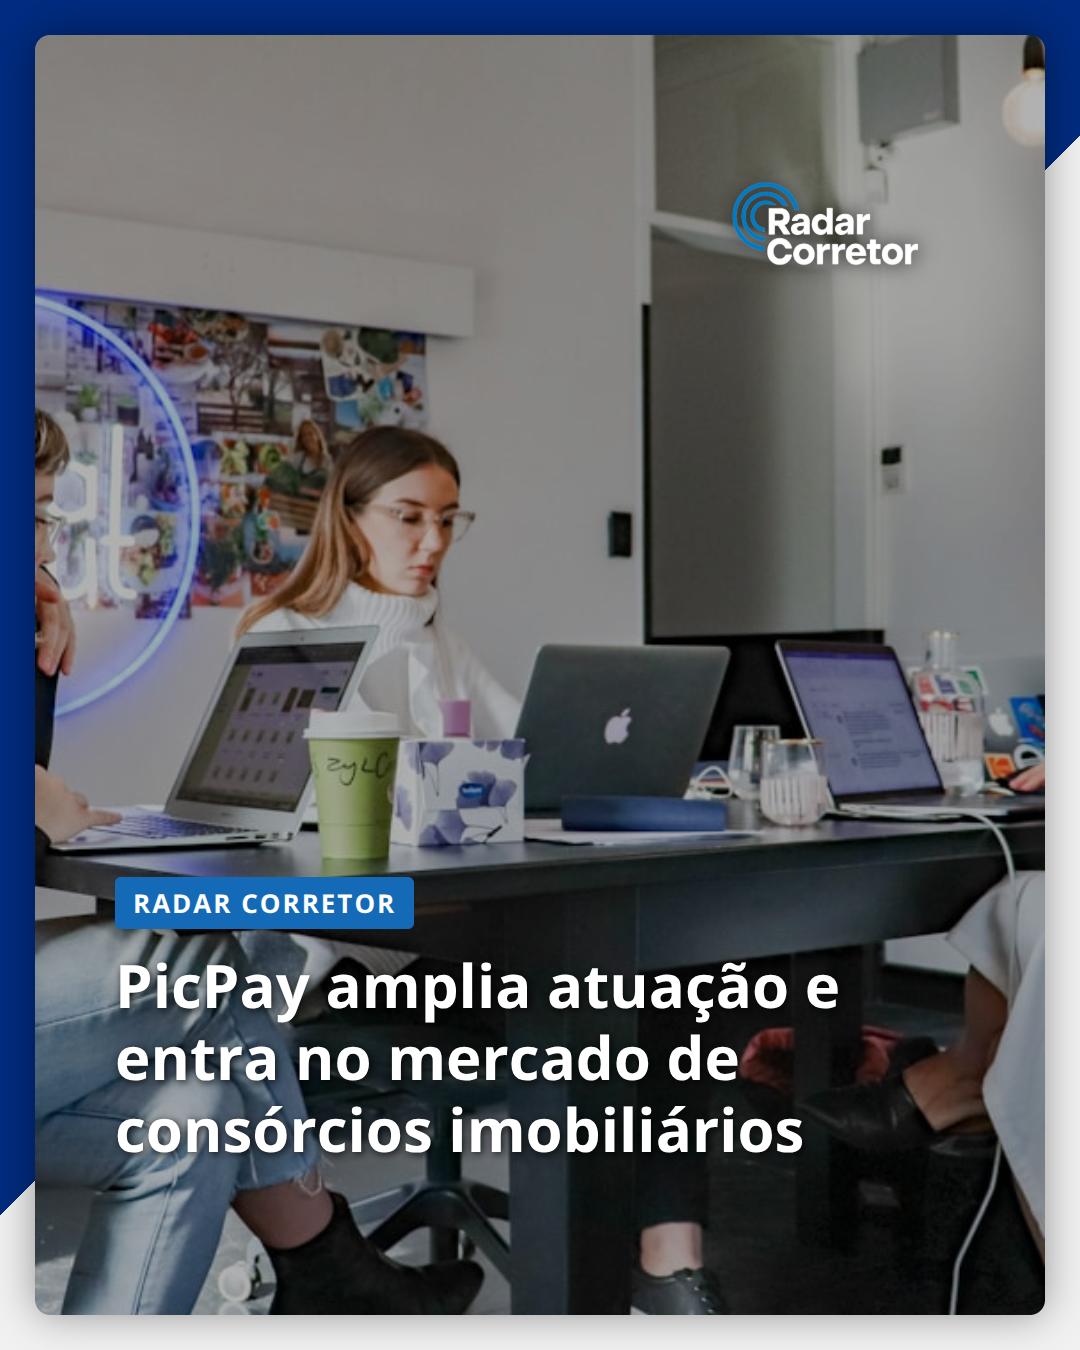 Radar
Corretor
RADAR CORRETOR
PicPay amplia atuação e
entra no mercado de
consórcios imobiliários